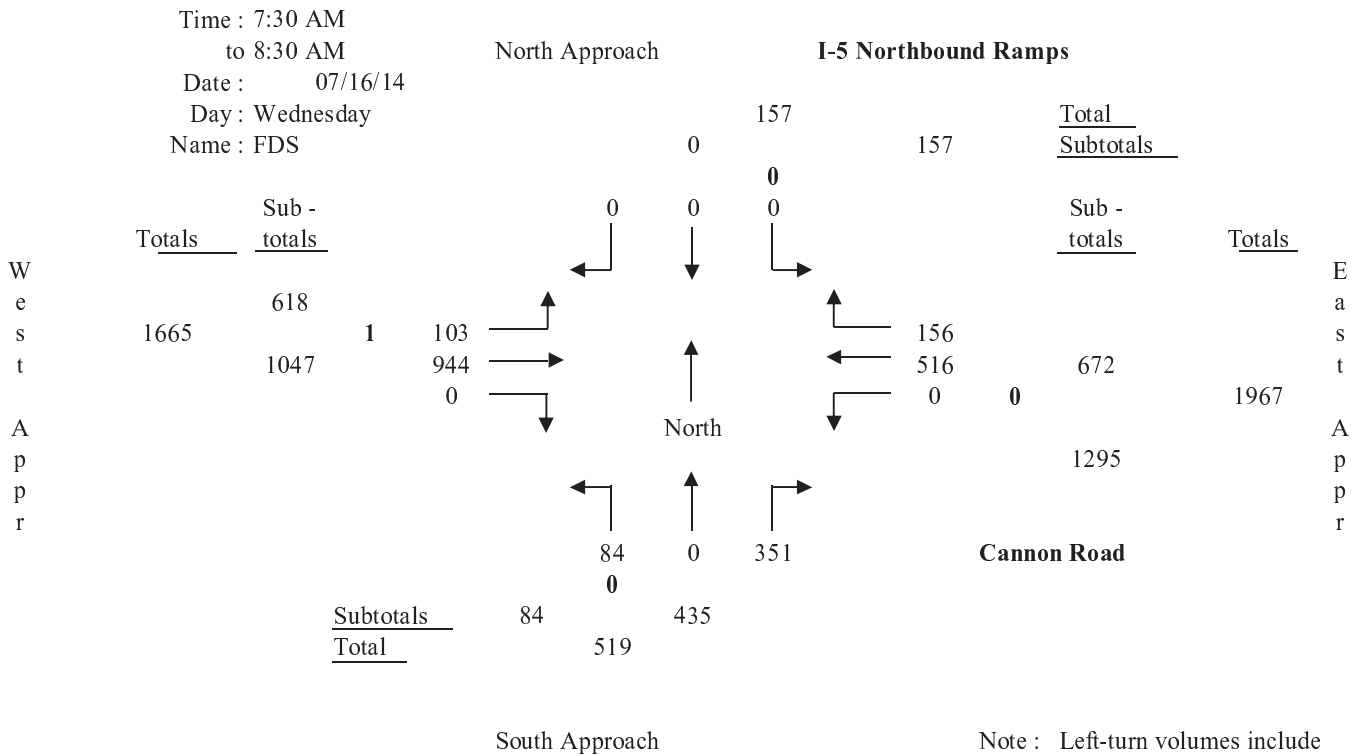 Time : 7:30 AM
to 8:30 AM North Approach I-5 Northbound Ramps
Date : 07/16/14
Day : Wednesday 157 Total
Name : FDS 0 157 Subtotals
0
Sub - 0 0 0 Sub -
Totals totals totals Totals
W E
e 618 a
s 1665 1 103 156 s
t 1047 944 516 672 t
0 0 0 1967
A North A
p 1295 p
p p
r r
84 0 351 Cannon Road
0
Subtotals 84 435
Total 519
South Approach Note : Left-turn volumes include